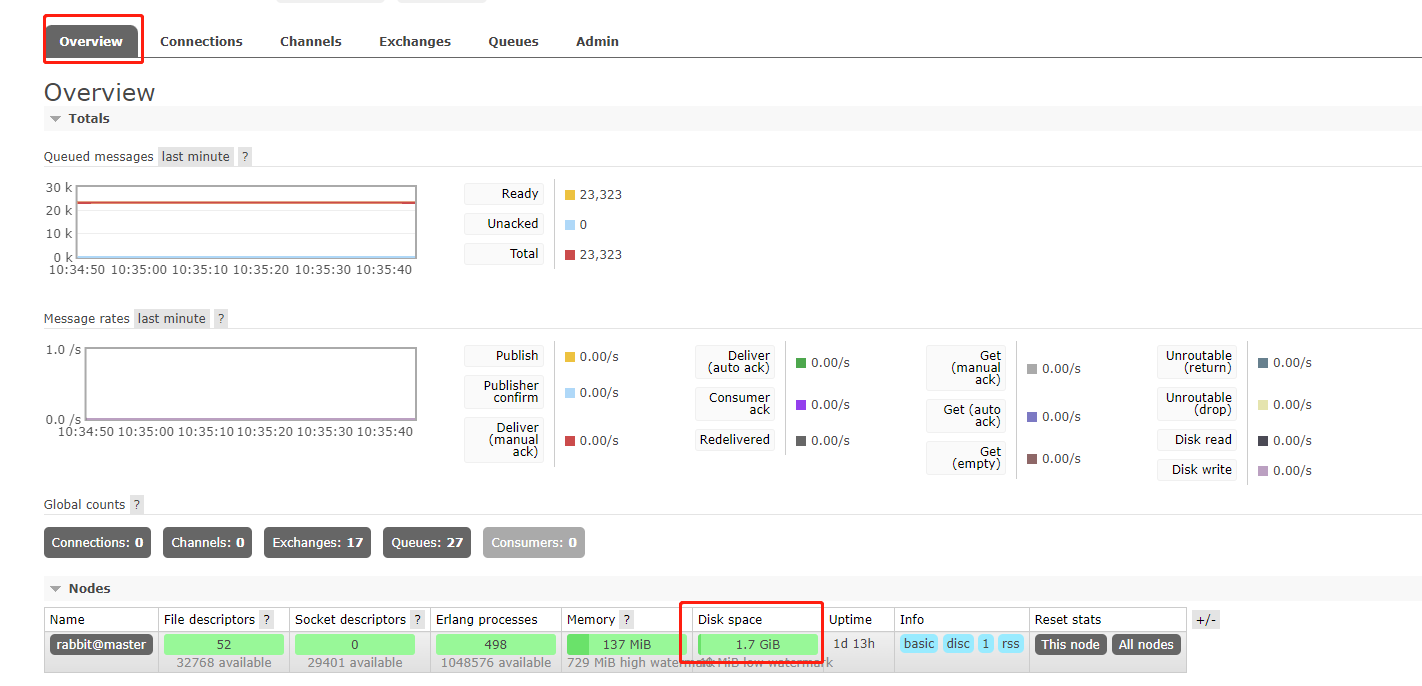 Overview Connections Channels Exchanges Queues Admin
Overview
Totals
Queued messages last minute ?
30 k
20 k
10 k
0 k
10:34:50 10:35:00 10:35:10 10:35:20 10:35:30 10:35:40
Ready 23,323
Unacked 0
Total 23,323
Message rates last minute ?
1.0 /s
0.0 /s
10:34:50 10:35:00 10:35:10 10:35:20 10:35:30 10:35:40
Publish 0.00/s
Publisher
confirm 0.00/s
Deliver
(manual
ack) 0.00/s
Deliver
(auto ack) 0.00/s
Consumer
ack 0.00/s
Redelivered 0.00/s
Get
(manual
ack) 0.00/s
Get (auto
ack) 0.00/s
Get
(empty) 0.00/s
Unroutable
(return) 0.00/s
Unroutable
(drop) 0.00/s
Disk read 0.00/s
Disk write 0.00/s
Global counts ?
Connections: 0 Channels: 0 Exchanges: 17 Queues: 27 Consumers: 0
Nodes
Name File descriptors ? Socket descriptors ? Erlang processes Memory ? Disk space Uptime Info Reset stats +/-
rabbit@master 52 0 498 137 MiB 1.7 GiB 1d 13h basic disc 1 rss This node All nodes
32768 available 29401 available 1048576 available 729 MiB high watermark MiB low watermark